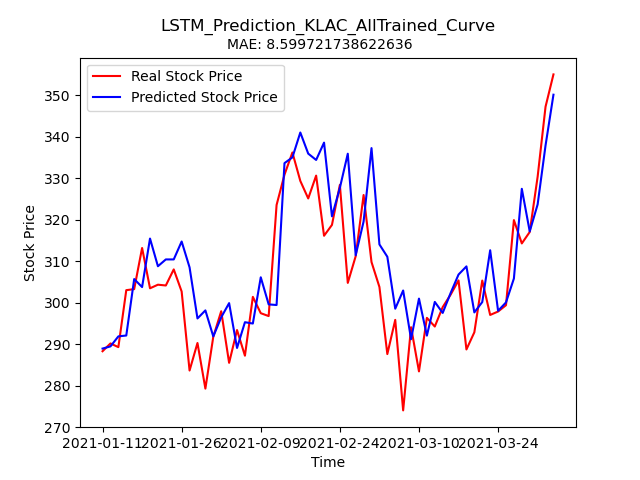 LSTM_Prediction_KLAC_AllTrained_Curve
MAE: 8.599721738622636
Real Stock Price
Predicted Stock Price
350
340
330
320
310
300
290
280
270
Stock Price
2021-01-11 2021-01-26 2021-02-09 2021-02-24 2021-03-10 2021-03-24
Time